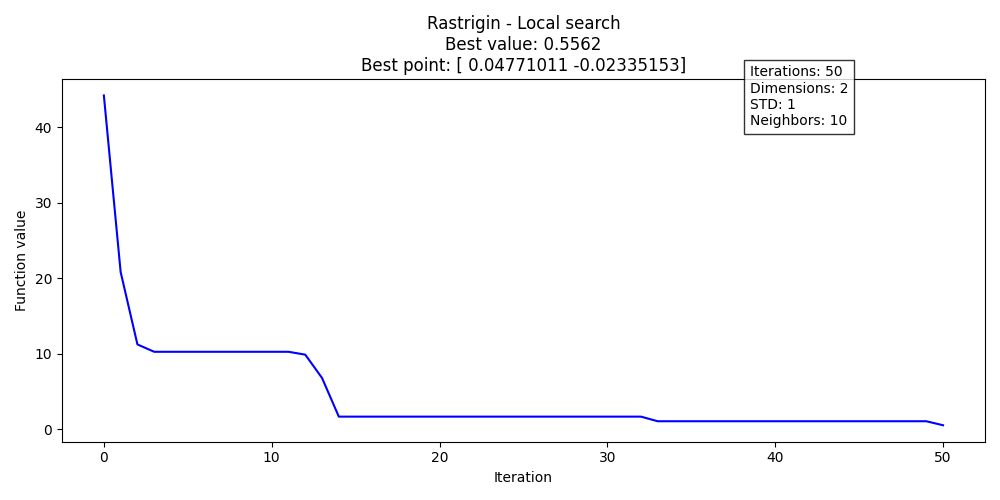 Rastrigin - Local search
Best value: 0.5562
Best point: [ 0.04771011 -0.02335153]
Iterations: 50
Dimensions: 2
STD: 1
Neighbors: 10
Function value
40
30
20
10
0
0 10 20 30 40 50
Iteration